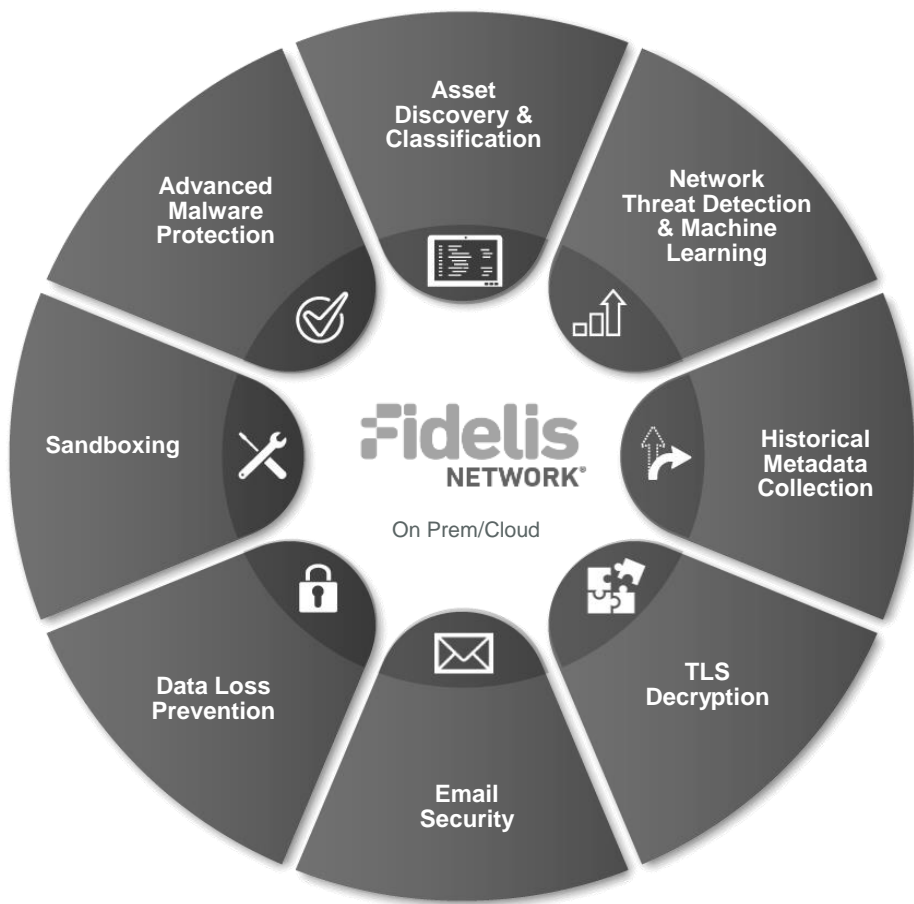 Asset
Discovery &
Classification
Network
Threat Detection
& Machine
Learning
Historical
Metadata
Collection
TLS
Decryption
Email
Security
Data Loss
Prevention
Sandboxing
Advanced
Malware
Protection
Fidelis
NETWORK®
On Prem/Cloud